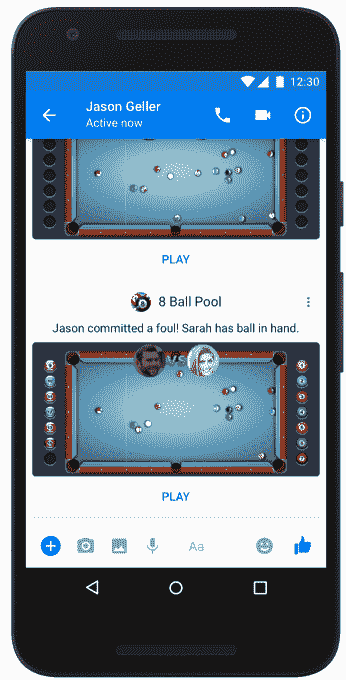 12:30
Jason Geller
Active now
PLAY
8 Ball Pool
Jason committed a foul! Sarah has ball in hand.
VS
PLAY
Aa